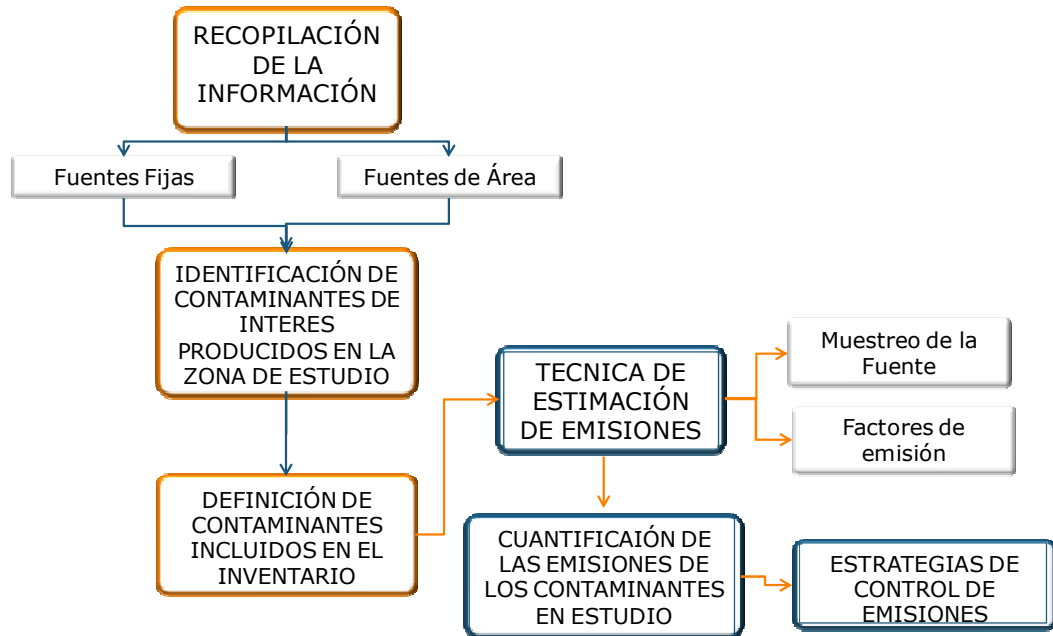 RECOPILACIÓN
DE LA
INFORMACIÓN
Fuentes Fijas
Fuentes de Área
IDENTIFICACIÓN DE
CONTAMINANTES DE
INTERES
PRODUCIDOS EN LA
ZONA DE ESTUDIO
DEFINICIÓN DE
CONTAMINANTES
INCLUIDOS EN EL
INVENTARIO
TECNICA DE
ESTIMACIÓN
DE EMISIONES
Muestreo de la
Fuente
Factores de
emisión
CUANTIFICAIÓN DE
LAS EMISIONES DE
LOS CONTAMINANTES
EN ESTUDIO
ESTRATEGIAS DE
CONTROL DE
EMISIONES